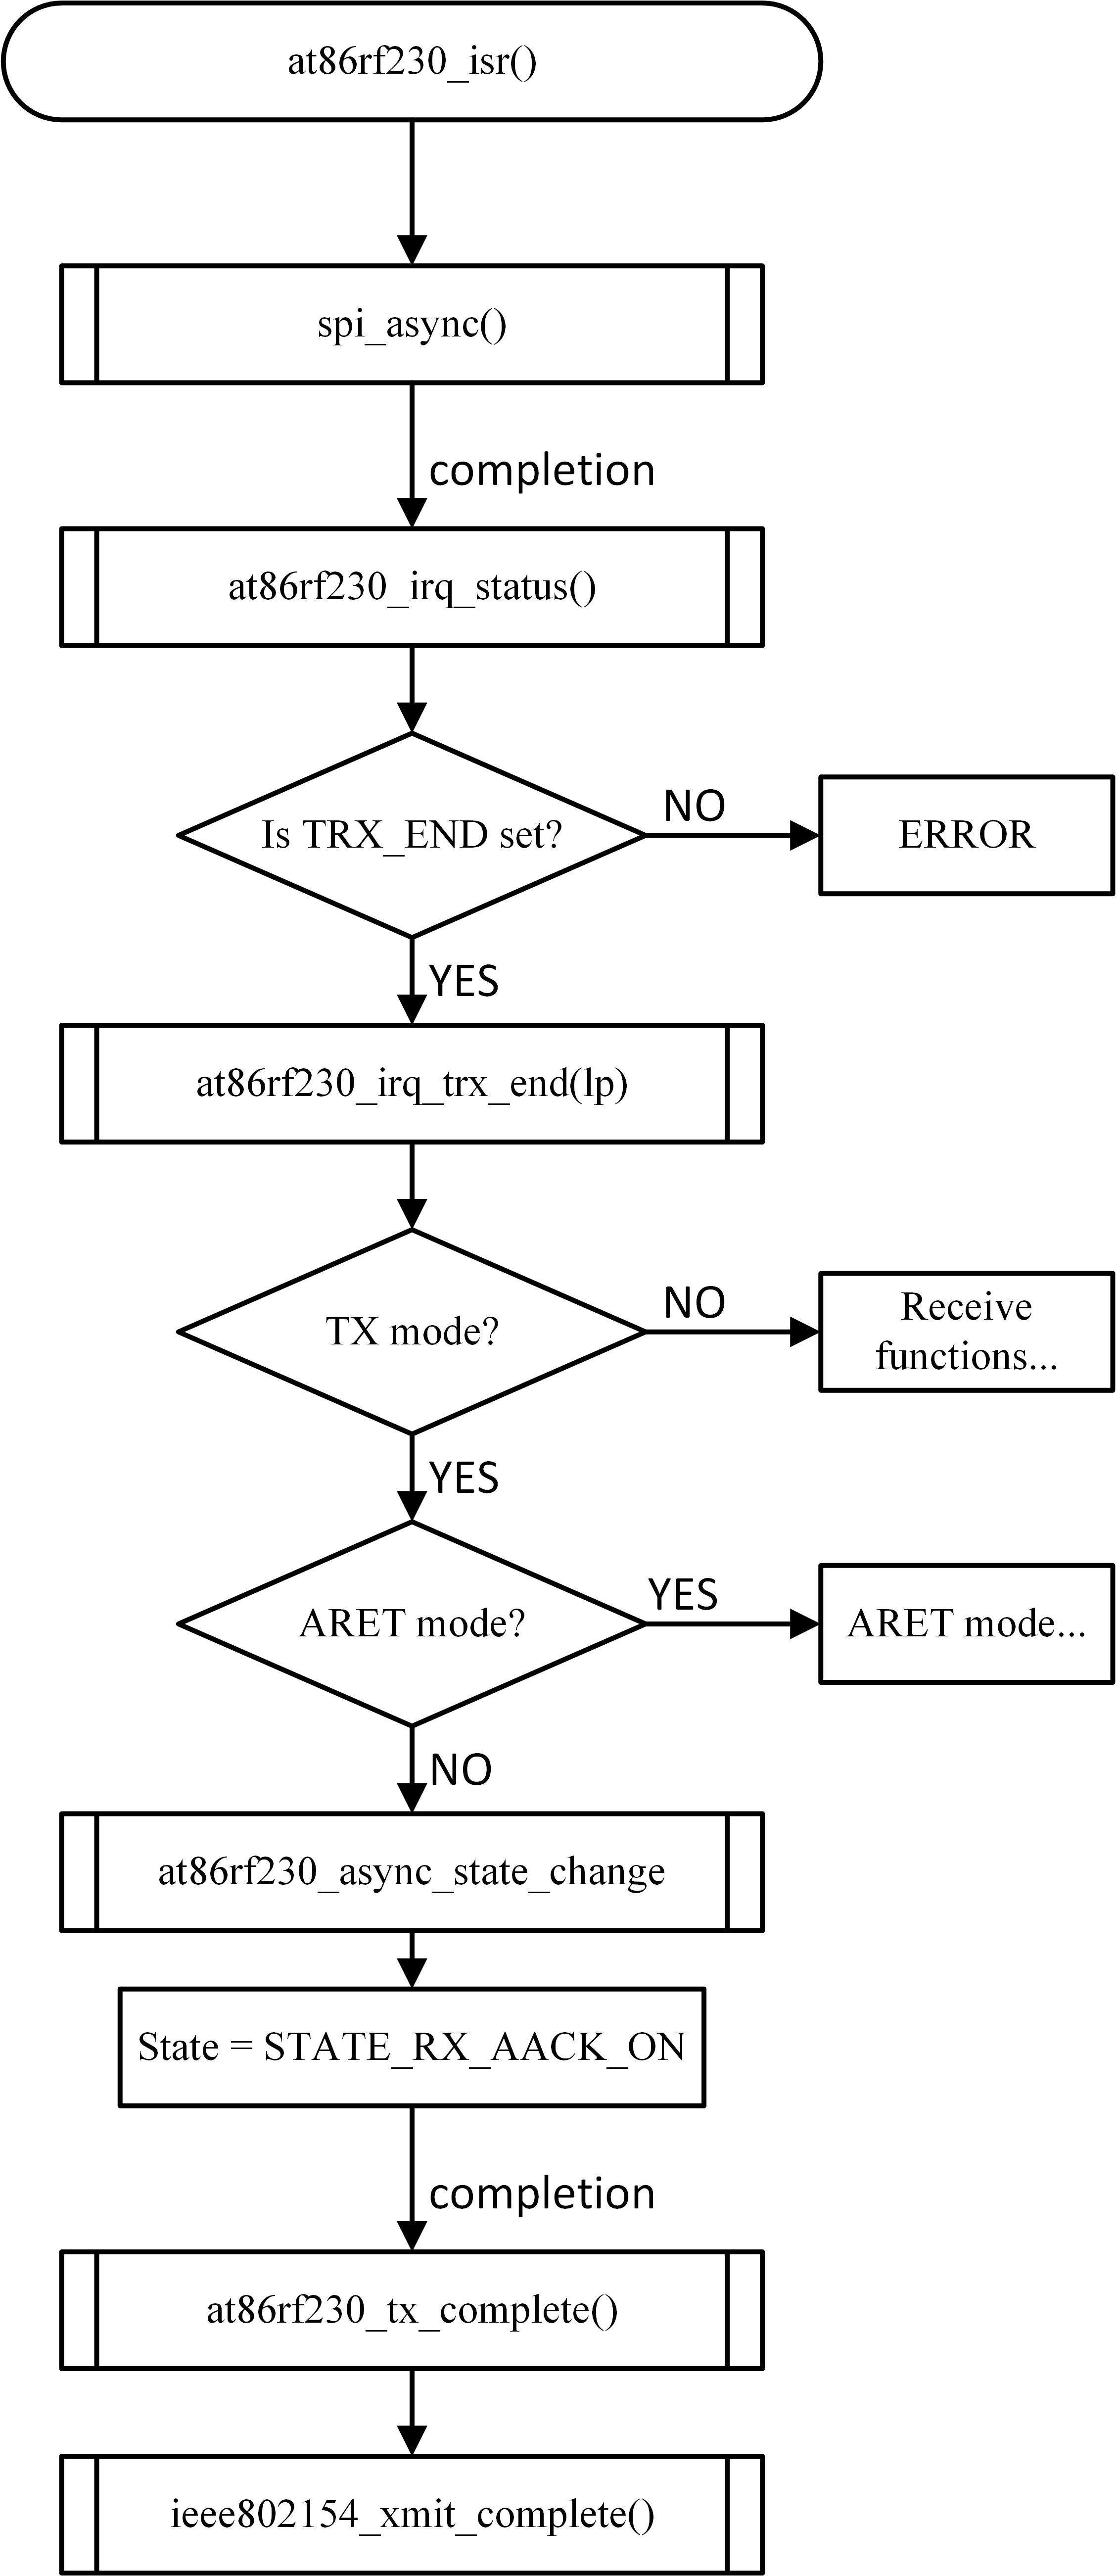 at86rf230_isr()
spi_async()
completion
at86rf230_irq_status()
Is TRX_END set?
NO
ERROR
YES
at86rf230_irq_trx_end(lp)
TX mode?
NO
Receive
functions...
YES
ARET mode?
YES
ARET mode...
NO
at86rf230_async_state_change
State = STATE_RX_AACK_ON
completion
at86rf230_tx_complete()
ieee802154_xmit_complete()